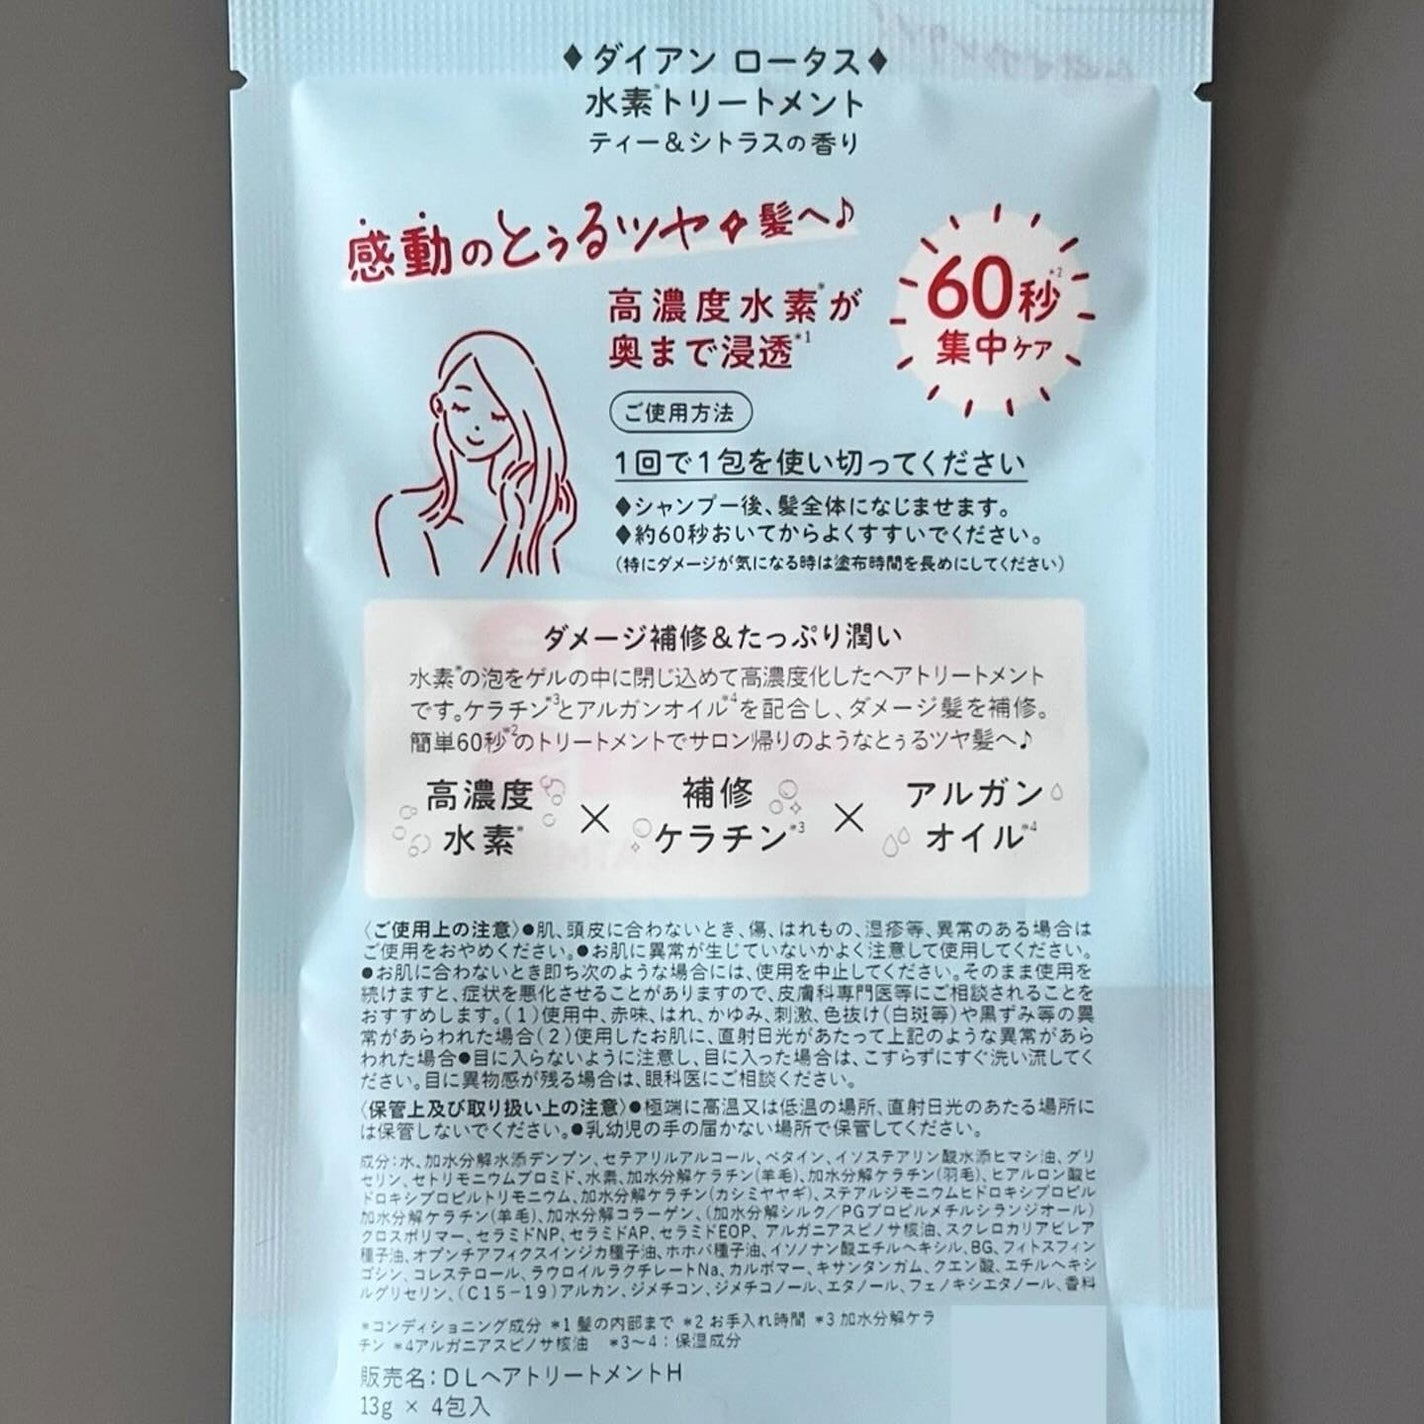 ♦ダイアン ロータス♦
水素*トリートメント
ティー&シトラスの香り
感動のとぅるツヤ髪へ♪
60秒*2
集中ケア
高濃度水素*が
奥まで浸透*1
ご使用方法
1回で1包を使い切ってください
♦シャンプー後、髪全体になじませます。
♦約60秒おいてからよくすすいでください。
(特にダメージが気になる時は塗布時間を長めにしてください)
ダメージ補修&たっぷり潤い
水素*の泡をゲルの中に閉じ込めて高濃度化したヘアトリートメント
です。ケラチン*3とアルガンオイル*4を配合し、ダメージ髪を補修。
簡単60秒*2のトリートメントでサロン帰りのようなとぅるツヤ髪へ♪
高濃度水素* × 補修ケラチン*3 × アルガンオイル*4
〈ご使用上の注意〉●肌、頭皮に合わないとき、傷、はれもの、湿疹等、異常のある場合は
ご使用をおやめください。●お肌に異常が生じていないかよく注意して使用してください。
●お肌に合わないとき即ち次のような場合には、使用を中止してください。そのまま使用を
続けますと、症状を悪化させることがありますので、皮膚科専門医等にご相談されることを
おすすめします。(1)使用中、赤味、はれ、かゆみ、刺激、色抜け(白斑等)や黒ずみ等の異
常があらわれた場合(2)使用したお肌に、直射日光があたって上記のような異常があら
われた場合●目に入らないように注意し、目に入った場合は、こすらずにすぐ洗い流してく
ださい。目に異物感が残る場合は、眼科医にご相談ください。
〈保管上及び取り扱い上の注意〉●極端に高温又は低温の場所、直射日光のあたる場所に
は保管しないでください。●乳幼児の手の届かない場所で保管してください。
成分:水、加水分解水添デンプン、セテアリルアルコール、ベタイン、イソステアリン酸水添ヒマシ油、グリ
セリン、セトリモニウムブロミド、水素、加水分解ケラチン(羊毛)、加水分解ケラチン(羽毛)、ヒアルロン酸ヒ
ドロキシプロピルトリモニウム、加水分解ケラチン(カシミヤヤギ)、ステアルジモニウムヒドロキシプロピル
加水分解ケラチン(羊毛)、加水分解コラーゲン、(加水分解シルク/PGプロピルメチルシランジオール)
クロスポリマー、セラミドNP、セラミドAP、セラミドEOP、アルガニアスピノサ核油、スクレロカリアビレア
種子油、オプンチアフィクスインジカ種子油、ホホバ種子油、イソノナン酸エチルヘキシル、BG、フィトスフィン
ゴシン、コレステロール、ラウロイルラクチレートNa、カルボマー、キサンタンガム、クエン酸、エチルヘキシ
ルグリセリン、(C15-19)アルカン、ジメチコン、ジメチコノール、エタノール、フェノキシエタノール、香料
*コンディショニング成分 *1 髪の内部まで *2 お手入れ時間 *3 加水分解ケラ
チン *4アルガニアスピノサ核油 *3〜4:保湿成分
販売名:DLヘアトリートメントH
13g × 4包入